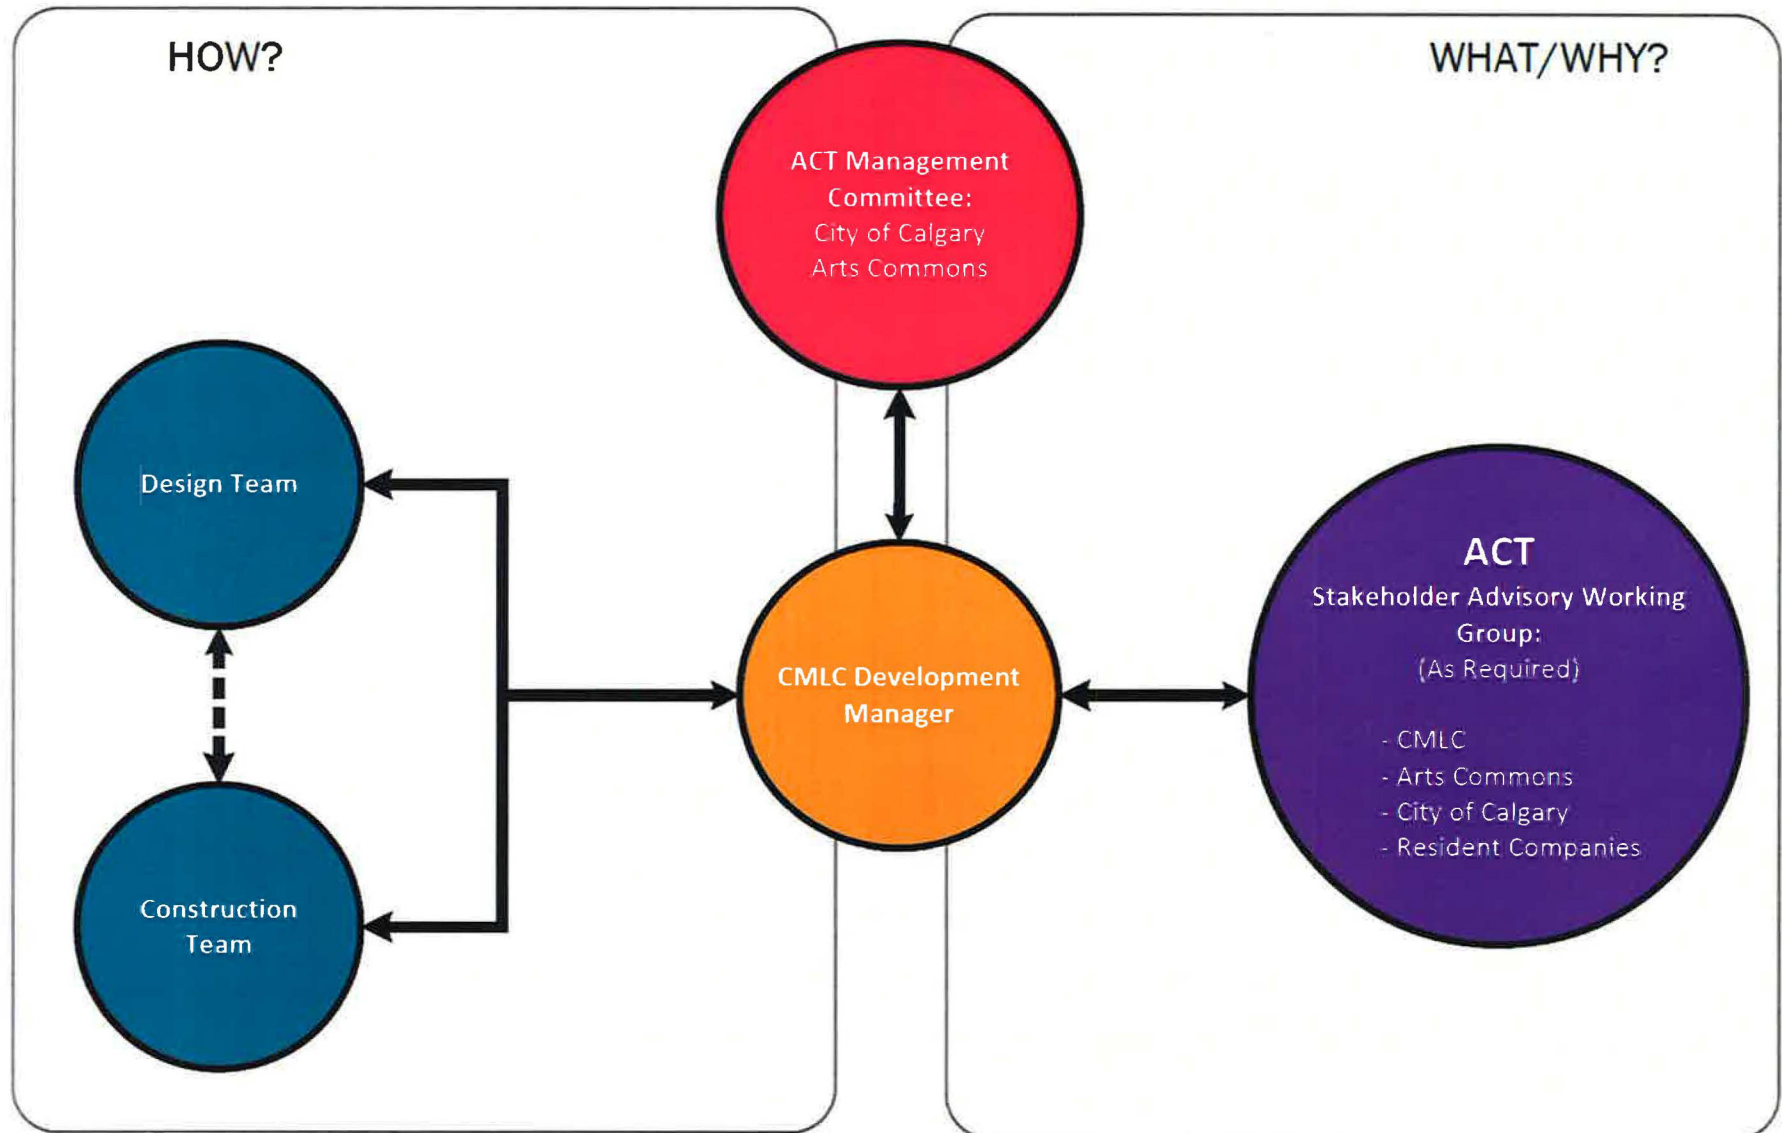 HOW?
WHAT/WHY?
ACT Management
Committee:
City of Calgary
Arts Commons
Design Team
CMLC Development
Manager
ACT
Stakeholder Advisory Working
Group:
(As Required)
- CMLC
- Arts Commons
- City of Calgary
- Resident Companies
Construction
Team